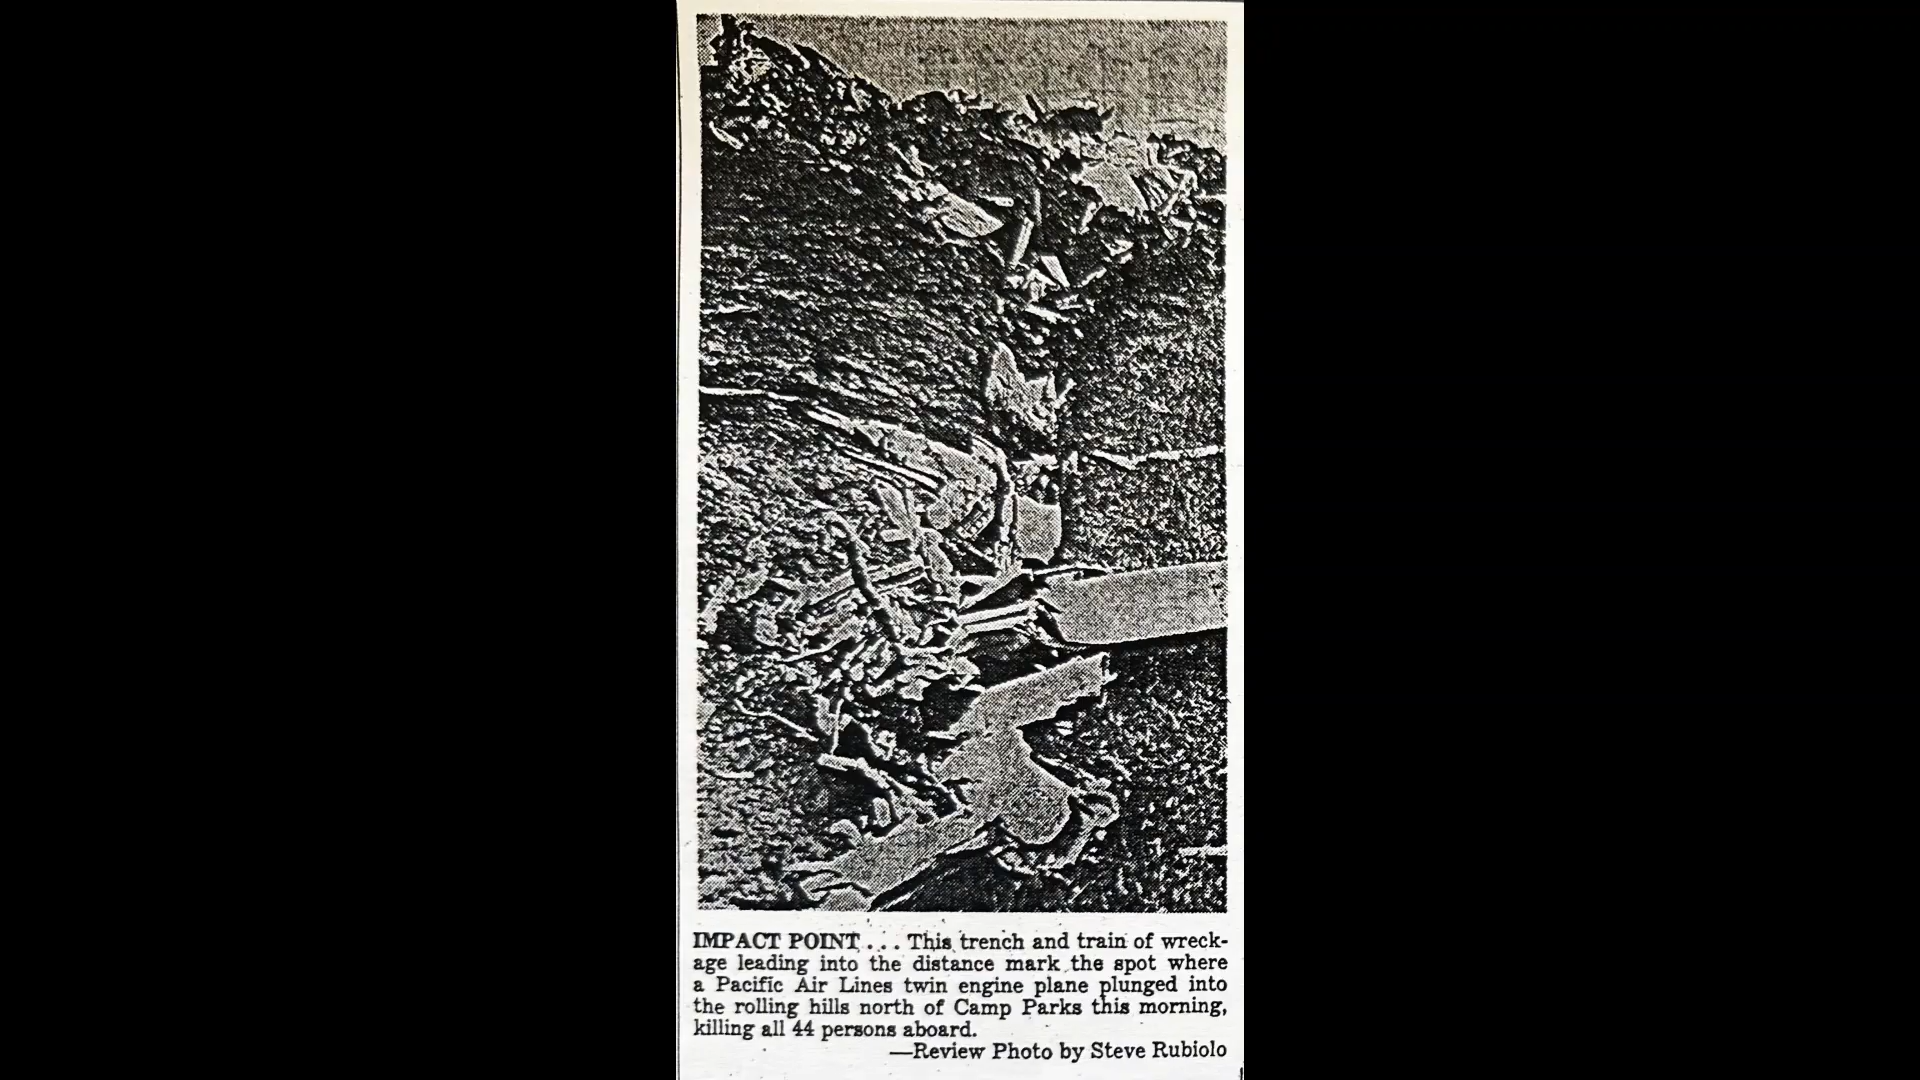 IMPACT POINT . . . This trench and train of wreck-
age leading into the distance mark the spot where
a Pacific Air Lines twin engine plane plunged into
the rolling hills north of Camp Parks this morning,
killing all 44 persons aboard.
—Review Photo by Steve Rubiolo